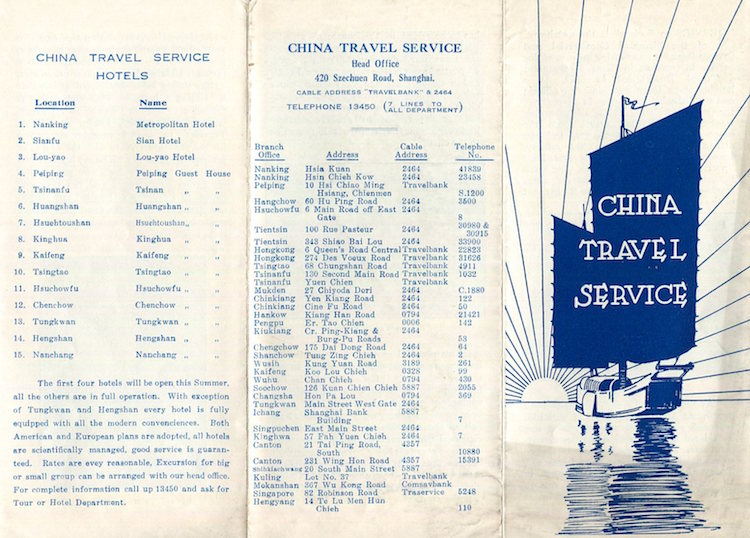 CHINA TRAVEL SERVICE
HOTELS
Location Name
1. Nanking Metropolitan Hotel
2. Sianfu Sian Hotel
3. Lou-yao Lou-yao Hotel
4. Peiping Peiping Guest House
5. Tsinanfu Tsinan „ „
6. Huangshan Huangshan„ „
7. Hsuehtoushan Hsuehtoushan„ „
8. Kinghua Kinghua „ „
9. Kaifeng Kaifeng „ „
10. Tsingtao Tsingtao „ „
11. Hsuchowfu Hsuchowfu „ „
12. Chenchow Chenchow „ „
13. Tungkwan Tungkwan „ „
14. Hengshan Hengshan „ „
15. Nanchang Nanchang „ „
The first four hotels will be open this Summer,
all the others are in full operation. With exception
of Tungkwan and Hengshan every hotel is fully
equipped with all the modern conveniences. Both
American and European plans are adopted, all hotels
are scientifically managed, good service is guaran-
teed. Rates are evey reasonable, Excursion for big
or small group can be arranged with our head office.
For complete information call up 13450 and ask for
Tour or Hotel Department.
CHINA TRAVEL SERVICE
Head Office
420 Szechuen Road, Shanghai.
CABLE ADDRESS "TRAVELBANK" & 2464
TELEPHONE 13450 (7 LINES TO
ALL DEPARTMENT)
Branch Office Address Cable Address Telephone No.
Nanking Hsia Kuan 2464 41839
Nanking Hsin Chieh Kow 2464 23458
Peiping 10 Hsi Chiao Ming Travelbank
Hsiang, Chienmen S.1200
Hangchow 60 Hu Ping Road 2464 3500
Hsuchowfu 6 Main Road off East 2464
Gate 8
Tientsin 100 Rue Pasteur 2464 30980 &
30915
Tientsin 343 Shiao Bai Lou 2464 33900
Hongkong 6 Queen's Road Central Travelbank 22823
Hongkong 274 Des Voeux Road Travelbank 31626
Tsingtao 68 Chungshan Road Travelbank 4911
Tsinanfu 130 Second Main Road Travelbank 1032
Tsinanfu Yuen Chien Travelbank
Mukden 27 Chiyoda Dori 2464 C.1880
Chinkiang Yen Kiang Road 2464 122
Chinkiang Cine Fu Road 2464 50
Hankow Kiang Han Road 0794 21421
Pengpu Er. Tao Chien 0006 142
Kiukiang Cr. Ping-Kiang & 2464
Burg-Pu Roads 53
Chengchow 175 Dai Dong Road 2464 64
Shanchow Tung Zing Chieh 2464 2
Wusih Kung Yuan Road 3189 261
Kaifeng Koo Lou Chieh 0328 99
Wuhu Chan Chieh 0794 430
Soochow 126 Kuan Chien Chieh 5887 2055
Changsha Hon Pa Lou 0794 369
Tungkwan Main Street West Gate 2464
Ichang Shanghai Bank 5887
Building 7
Singpuchen East Main Street 2464
Kinghwa 57 Fah Yuen Chieh 2464 7
Canton 21 Tai Ping Road, 4357
South 10880
Canton 231 Wing Hon Road 4357 15391
20 South Main Street 5887
Kuling Lot No. 37 Travelbank
Mokanshan 367 Wu Kong Road Comsavbank
Singapore 82 Robinson Road Traservice 5248
Hengyang 14 Te Lu Men Hun
Chieh 110
CHINA
TRAVEL
SERVICE